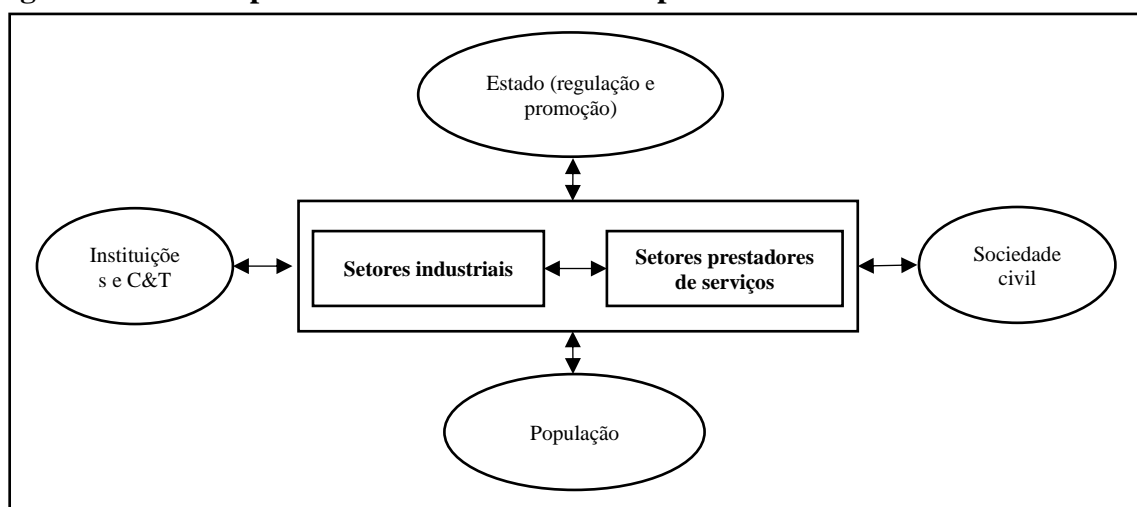 Estado (regulação e
promoção)
Instituiçõe
s e C&T
Setores industriais
Setores prestadores
de serviços
Sociedade
civil
População